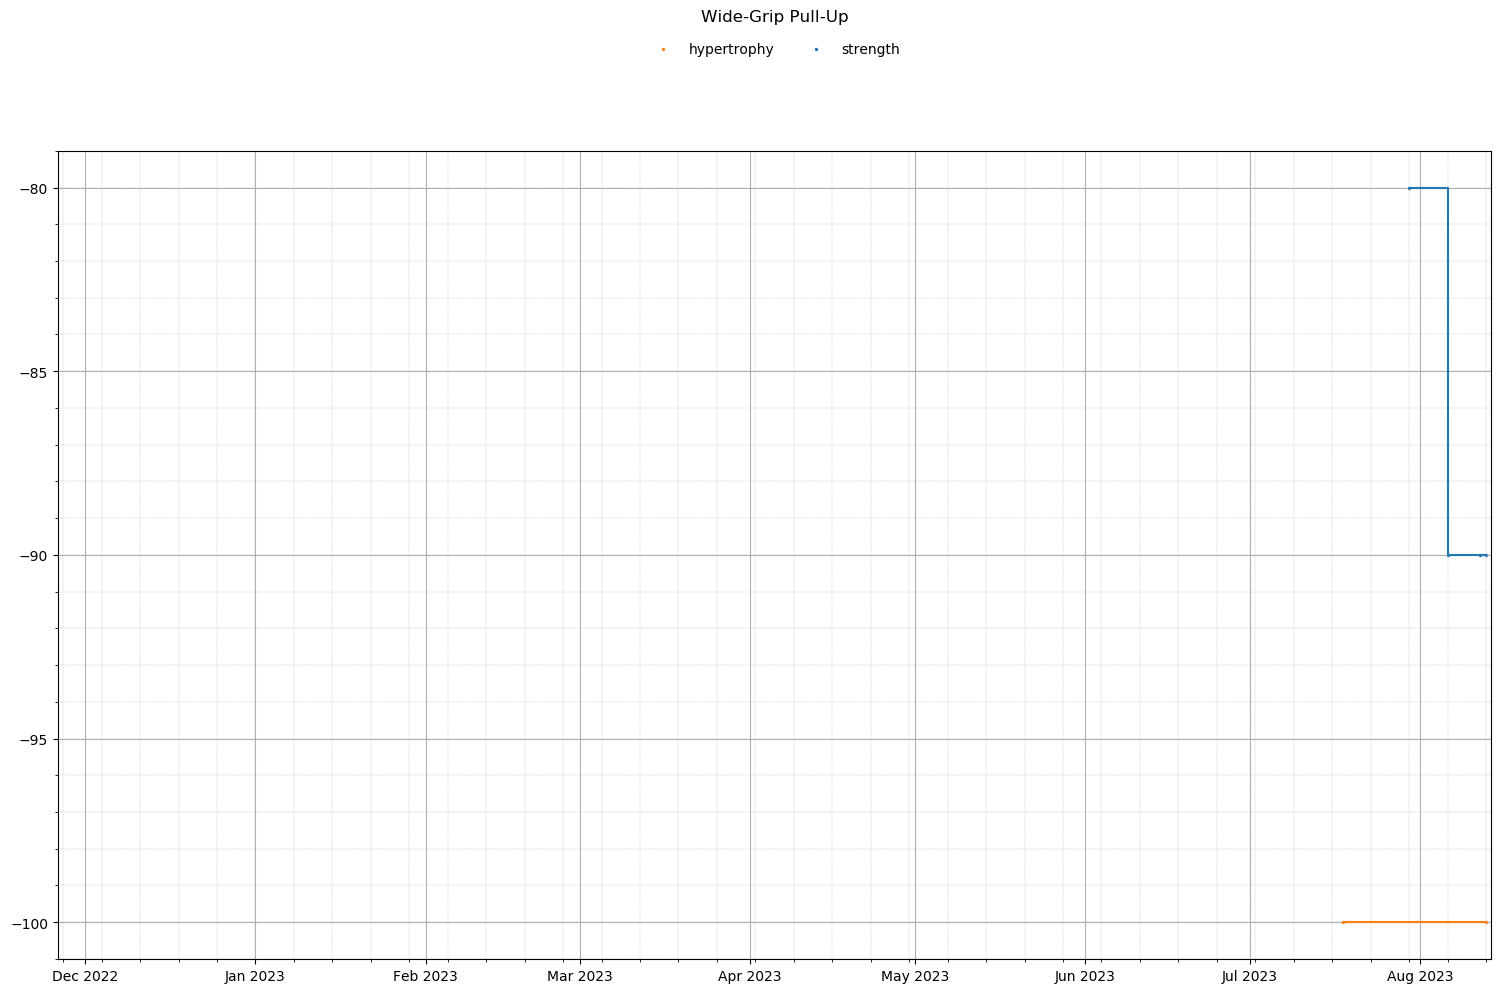 Wide-Grip Pull-Up
hypertrophy strength
−80
−85
−90
−95
−100
Dec 2022 Jan 2023 Feb 2023 Mar 2023 Apr 2023 May 2023 Jun 2023 Jul 2023 Aug 2023